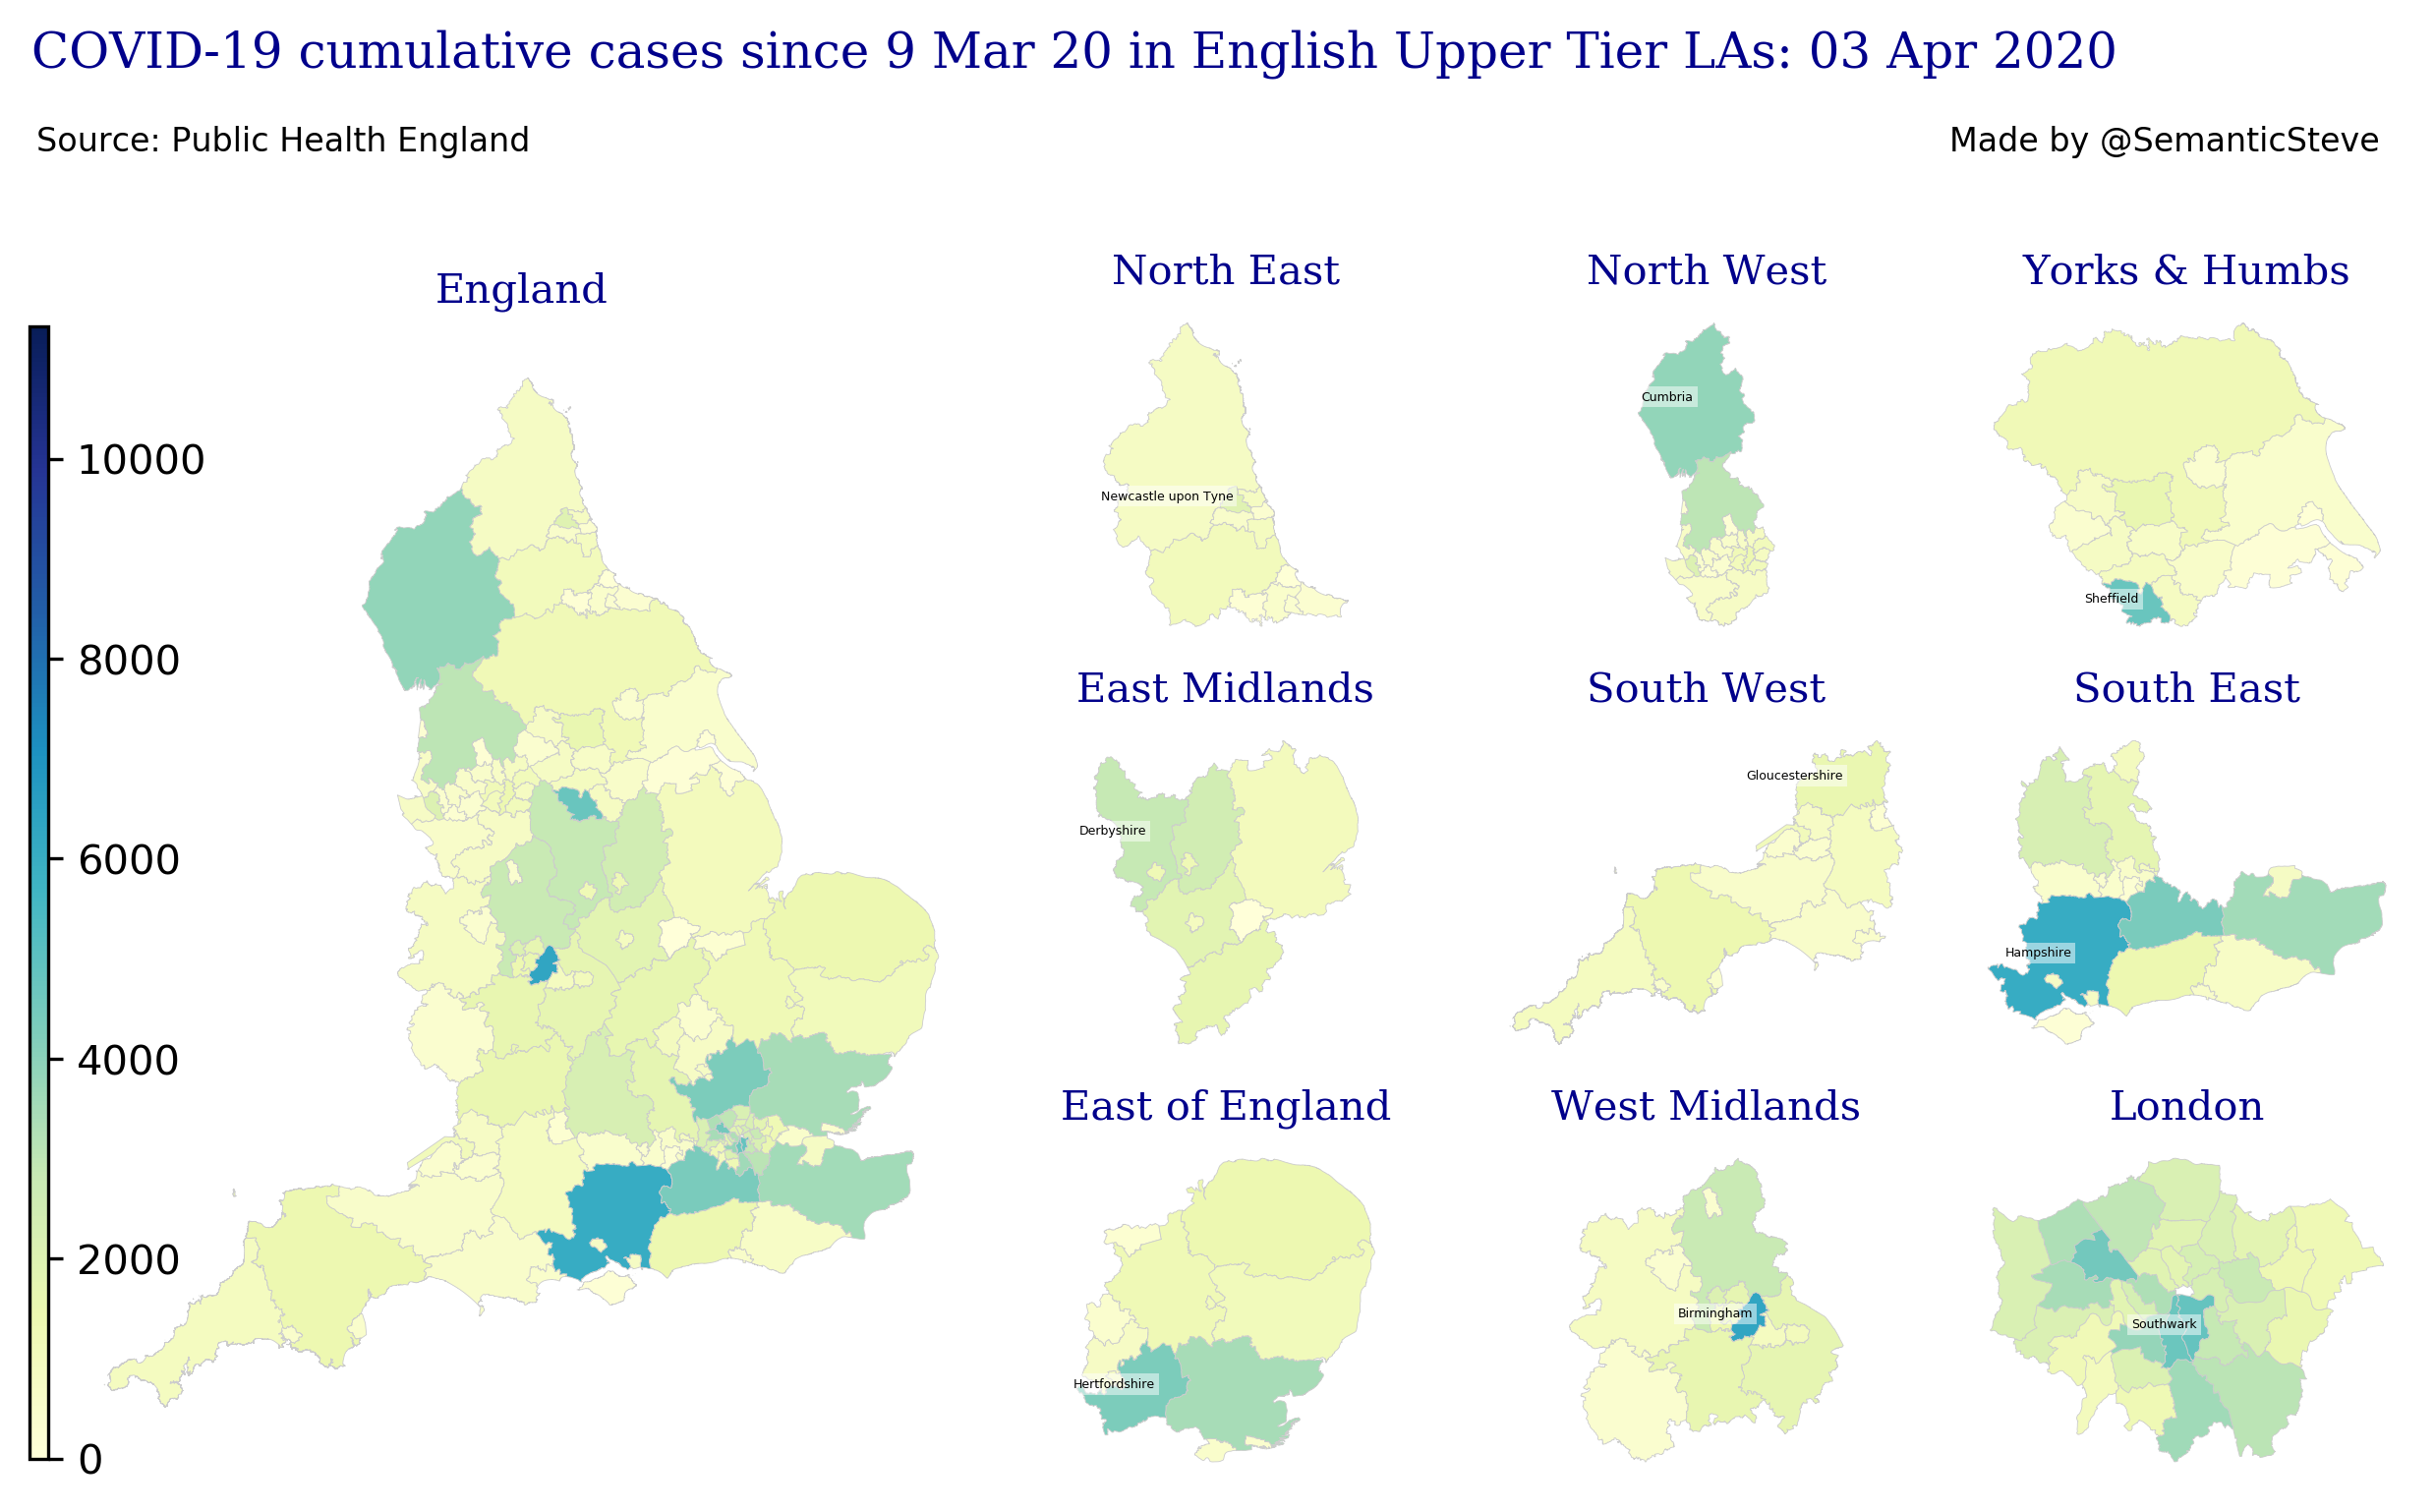 COVID-19 cumulative cases since 9 Mar 20 in English Upper Tier LAs: 03 Apr 2020
Source: Public Health England
Made by @SemanticSteve
England
10000
8000
6000
4000
2000
0
North East
Newcastle upon Tyne
North West
Cumbria
Yorks & Humbs
Sheffield
East Midlands
Derbyshire
South West
Gloucestershire
South East
Hampshire
East of England
Hertfordshire
West Midlands
Birmingham
London
Southwark